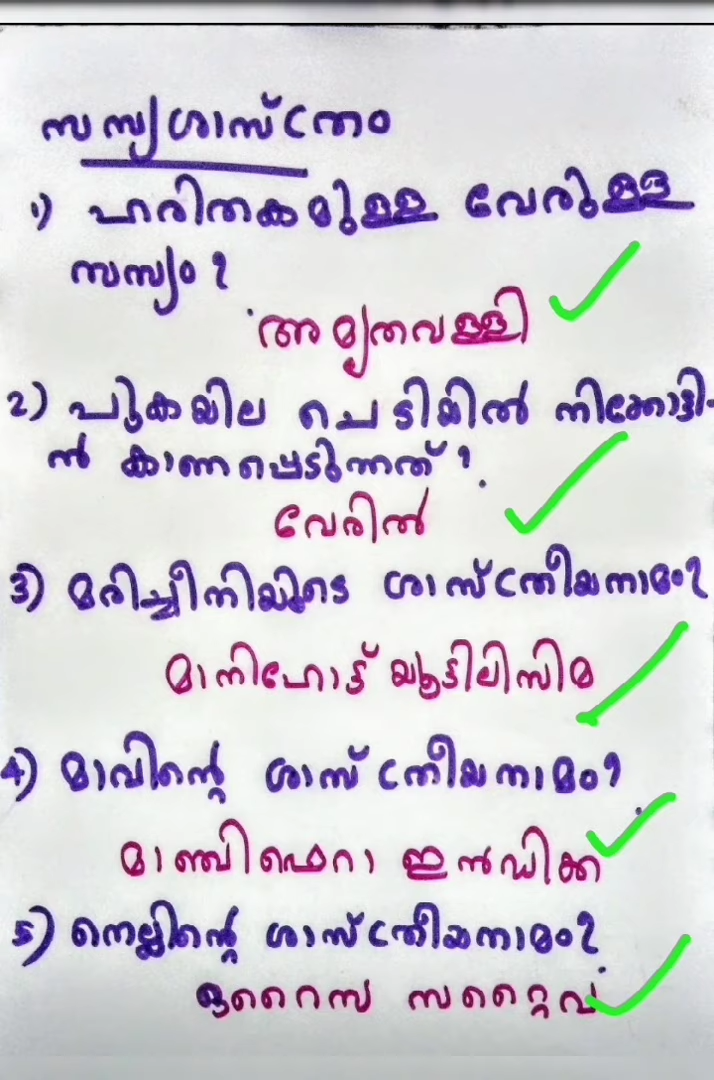 സസ്യശാസ്ത്രം
1) ഹരിതകമുള്ള വേരുള്ള
സസ്യം?
അമൃതവള്ളി
2) പുകയില ചെടിയിൽ നിക്കോട്ടി-
ൻ കാണപ്പെടുന്നത്?
വേരിൽ
3) മരിച്ചീനിയുടെ ശാസ്ത്രീയനാമം?
മാനിഹോട്ട് യൂട്ടിലിസിമ
4) മാവിന്റെ ശാസ്ത്രീയനാമം?
മാഞ്ചിഫെറാ ഇൻഡിക്ക
5) നെല്ലിന്റെ ശാസ്ത്രീയനാമം?
ഒറൈസ സറ്റൈവ